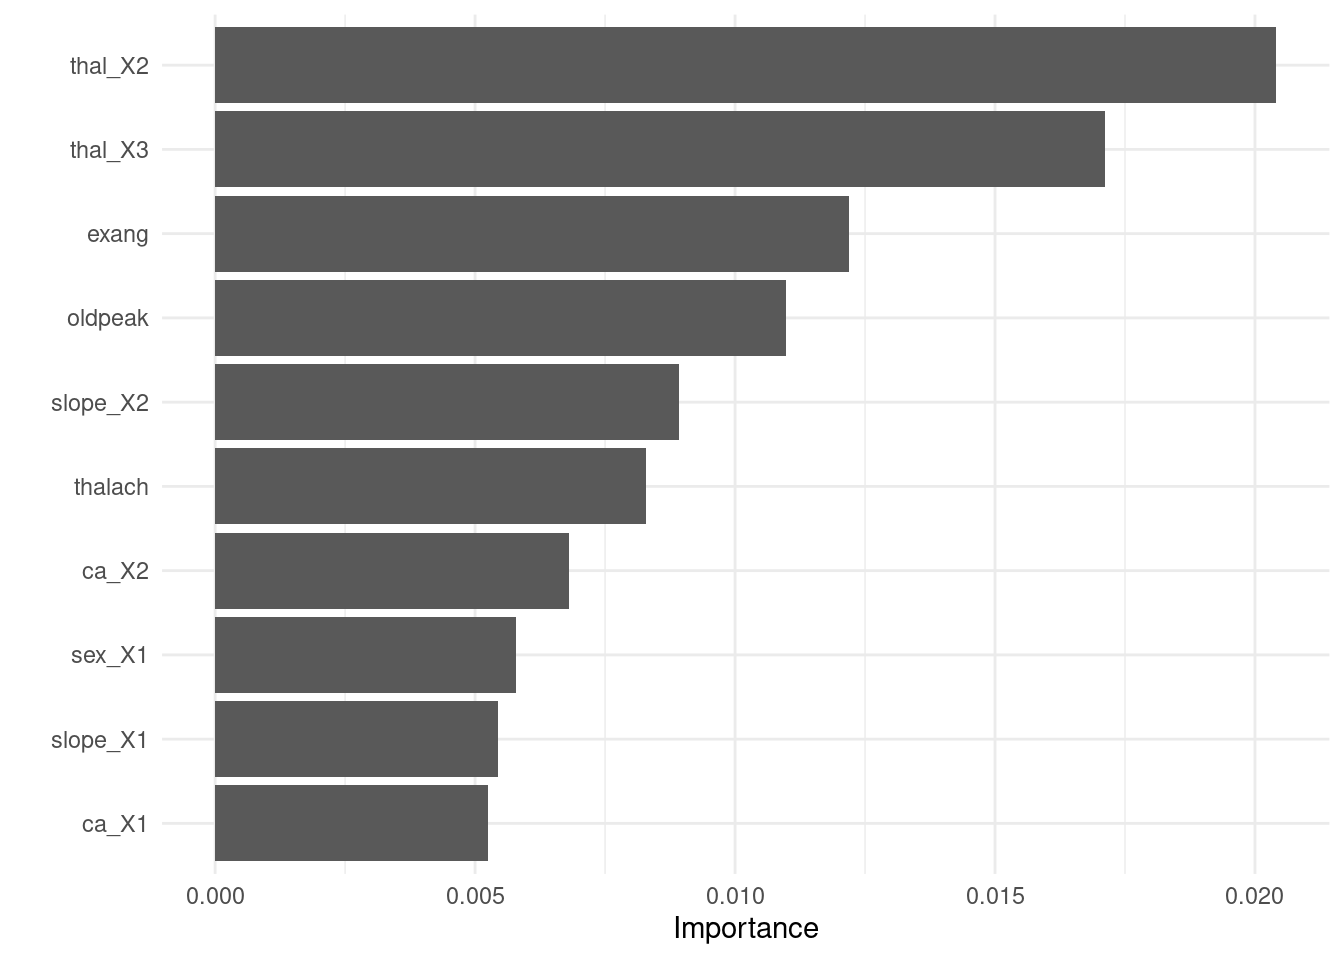 thal_X2
thal_X3
exang
oldpeak
slope_X2
thalach
ca_X2
sex_X1
slope_X1
ca_X1
0.000 0.005 0.010 0.015 0.020
Importance